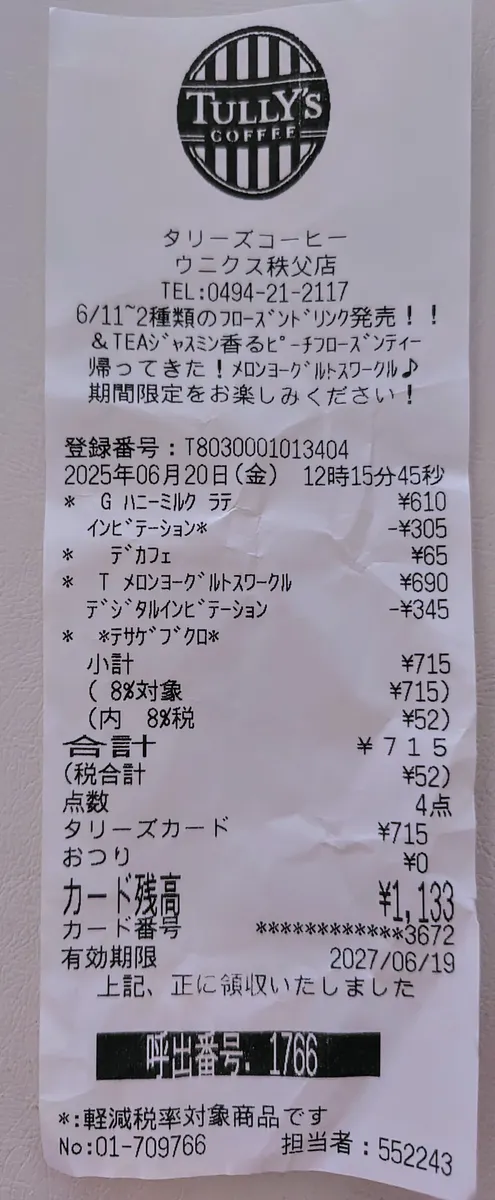 TULLY'S
COFFEE
タリーズコーヒー
ウニクス秩父店
TEL:0494-21-2117
6/11~2種類のﾌﾛｰｽﾞﾝﾄﾞﾘﾝｸ発売！！
＆TEAｼﾞｬｽﾐﾝ香るﾋﾟｰﾁﾌﾛｰｽﾞﾝﾃｨｰ
帰ってきた！ﾒﾛﾝﾖｰｸﾞﾙﾄｽﾜｰｸﾙ♪
期間限定をお楽しみください！
登録番号：T8030001013404
2025年06月20日(金) 12時15分45秒
* G ﾊﾆｰﾐﾙｸ ﾗﾃ ¥610
ｲﾝﾋﾞﾃｰｼｮﾝ* -¥305
* ﾃﾞｶﾌｪ ¥65
* T ﾒﾛﾝﾖｰｸﾞﾙﾄｽﾜｰｸﾙ ¥690
ﾃﾞｼﾞﾀﾙｲﾝﾋﾞﾃｰｼｮﾝ -¥345
* *ﾃｻｹﾞﾌﾞｸﾛ*
小計 ¥715
( 8%対象 ¥715)
(内 8%税 ¥52)
合計 ¥715
(税合計 ¥52)
点数 4点
タリーズカード ¥715
おつり ¥0
カード残高 ¥1,133
カード番号 ************3672
有効期限 2027/06/19
上記、正に領収いたしました
呼出番号. 1766
*:軽減税率対象商品です
No:01-709766 担当者：552243